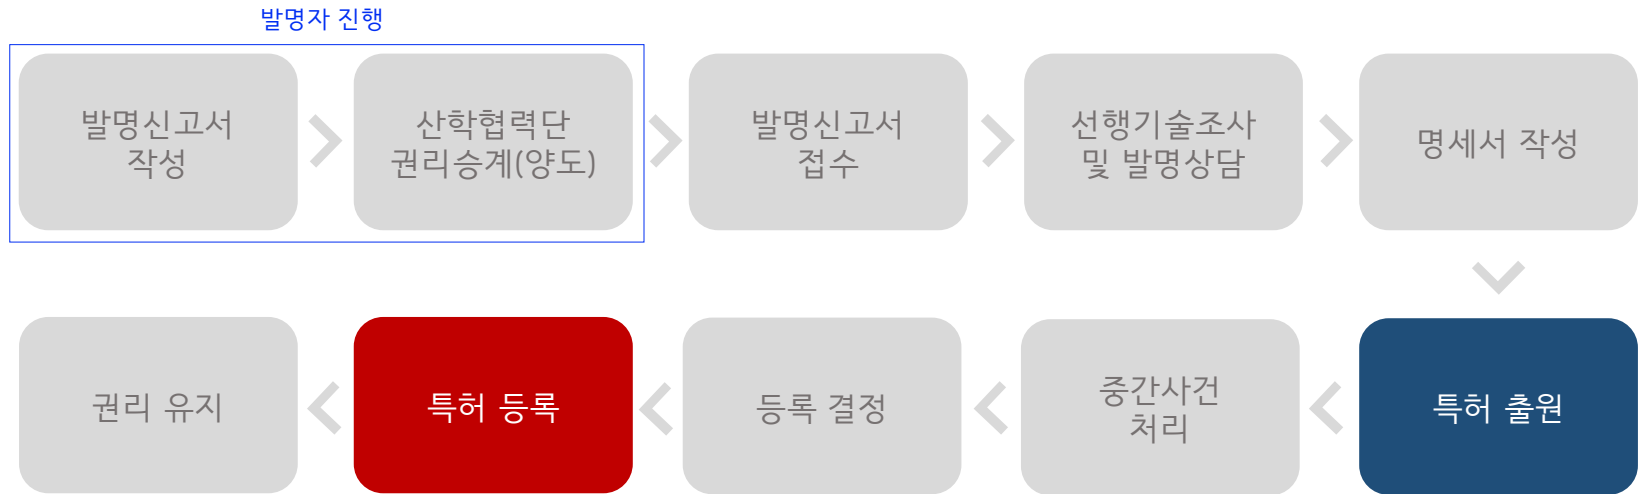 발명자 진행
발명신고서
작성
산학협력단
권리승계(양도)
발명신고서
접수
선행기술조사
및 발명상담
명세서 작성
특허 출원
중간사건
처리
등록 결정
특허 등록
권리 유지